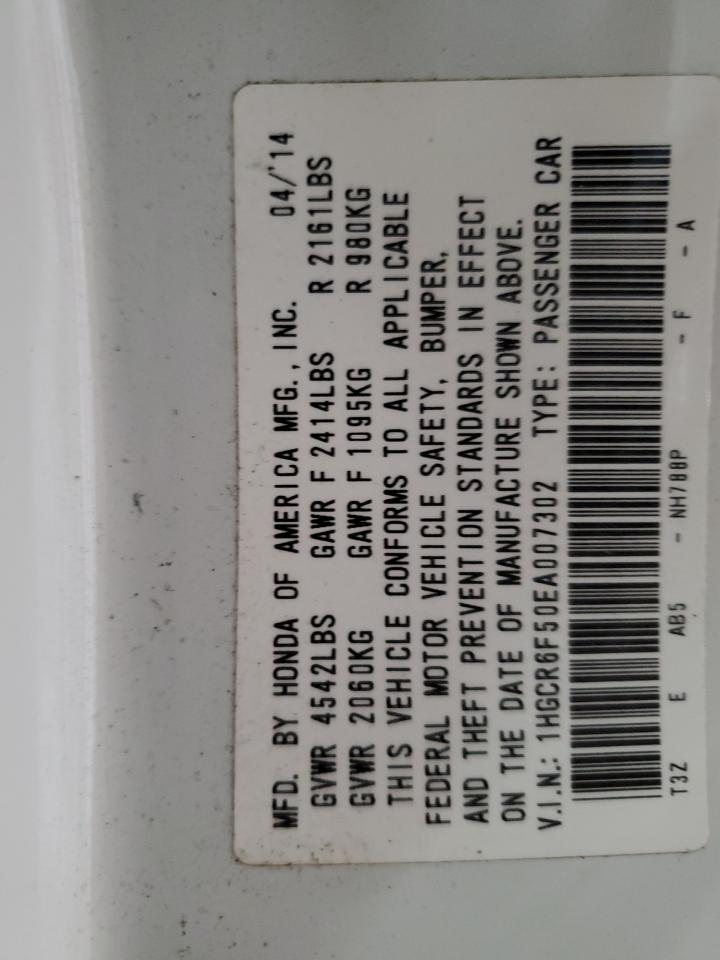 MFD. BY HONDA OF AMERICA MFG., INC. 04/'14
GVWR 4542LBS GAWR F 2414LBS R 2161LBS
GVWR 2060KG GAWR F 1095KG R 980KG
THIS VEHICLE CONFORMS TO ALL APPLICABLE
FEDERAL MOTOR VEHICLE SAFETY, BUMPER,
AND THEFT PREVENTION STANDARDS IN EFFECT
ON THE DATE OF MANUFACTURE SHOWN ABOVE.
V.I.N.: 1HGCR6F50EA007302 TYPE: PASSENGER CAR
T3Z E AB5 - NH788P - F - A